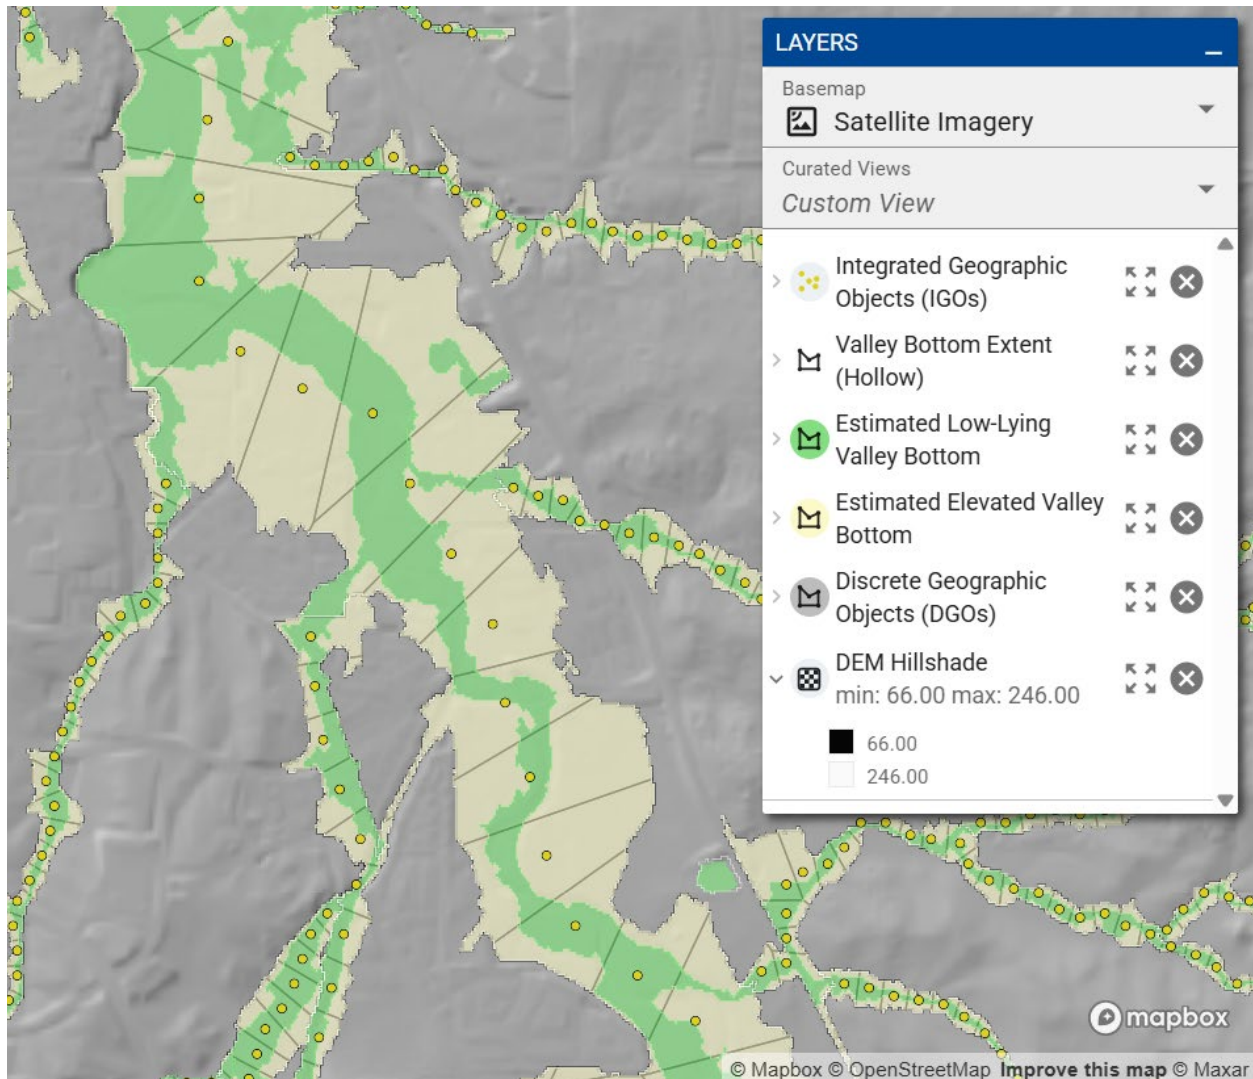 LAYERS
Basemap
Satellite Imagery
Curated Views
Custom View
Integrated Geographic
Objects (IGOs)
Valley Bottom Extent
(Hollow)
Estimated Low-Lying
Valley Bottom
Estimated Elevated Valley
Bottom
Discrete Geographic
Objects (DGOs)
DEM Hillshade
min: 66.00 max: 246.00
66.00
246.00
mapbox
© Mapbox © OpenStreetMap Improve this map © Maxar